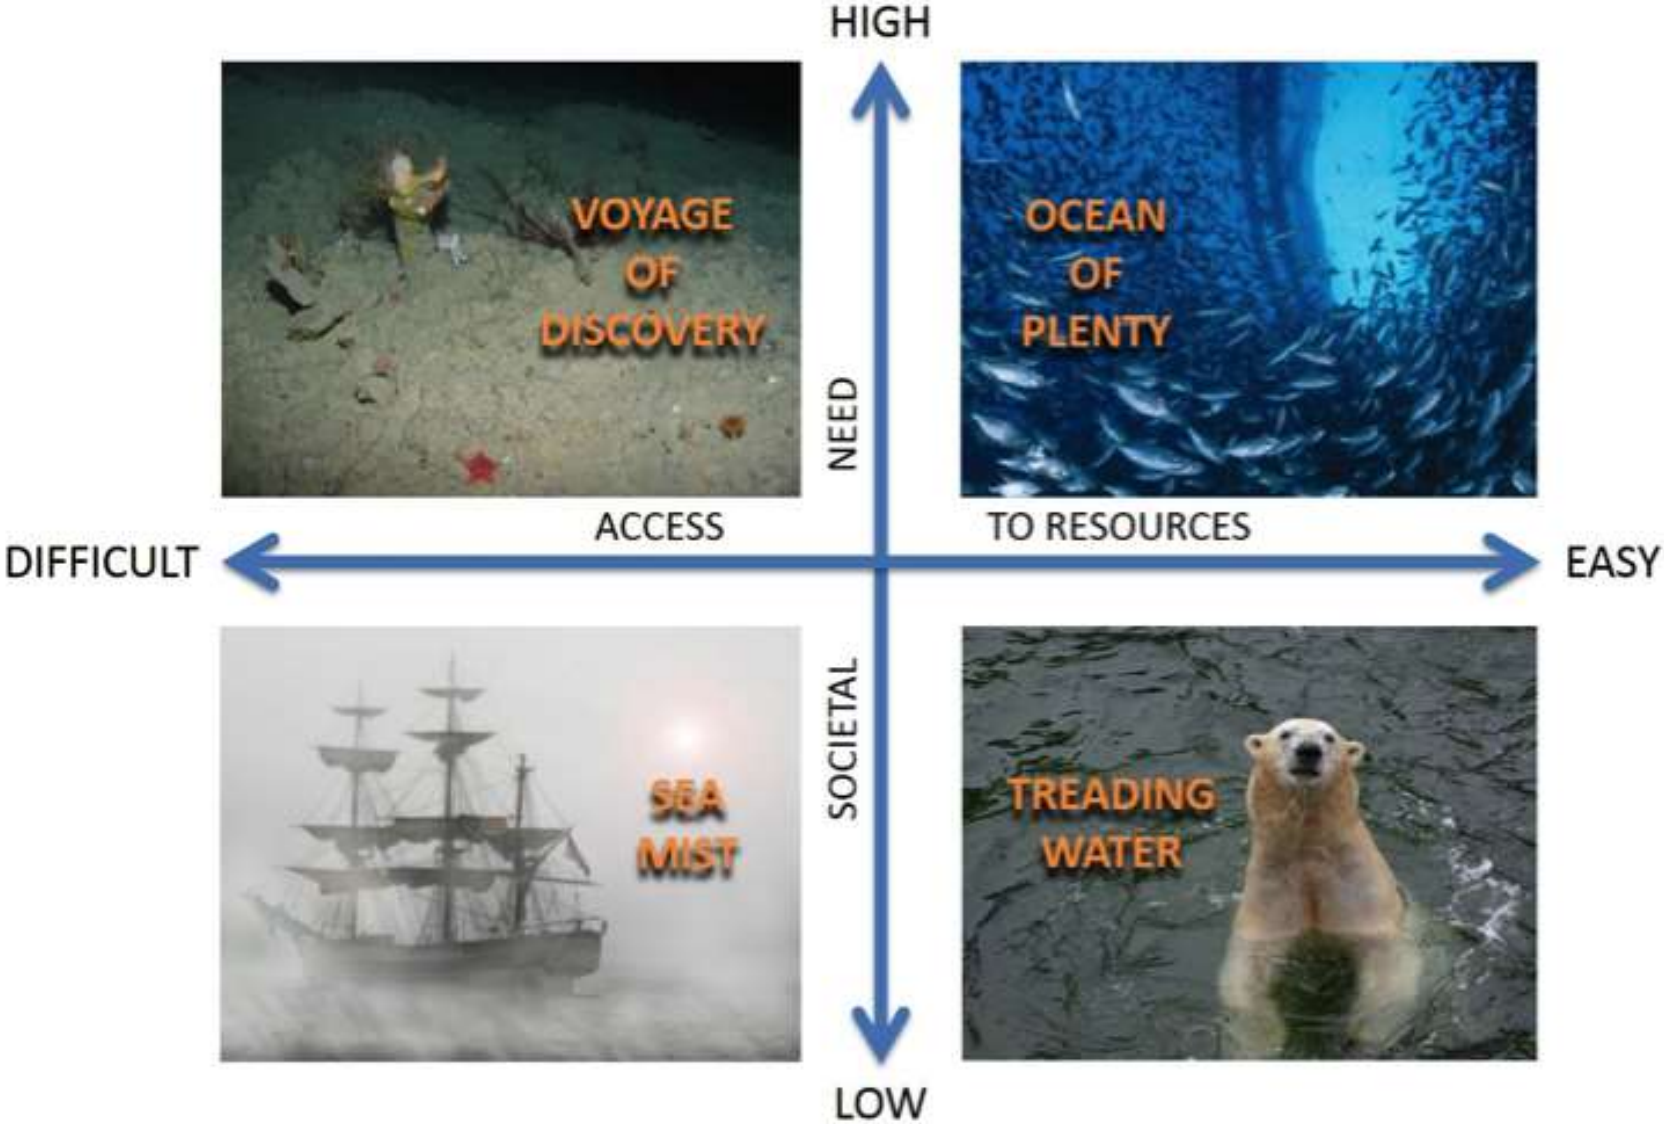 HIGH
VOYAGE
OF
DISCOVERY
OCEAN
OF
PLENTY
NEED
ACCESS
TO RESOURCES
DIFFICULT
EASY
SOCIETAL
SEA
MIST
TREADING
WATER
LOW